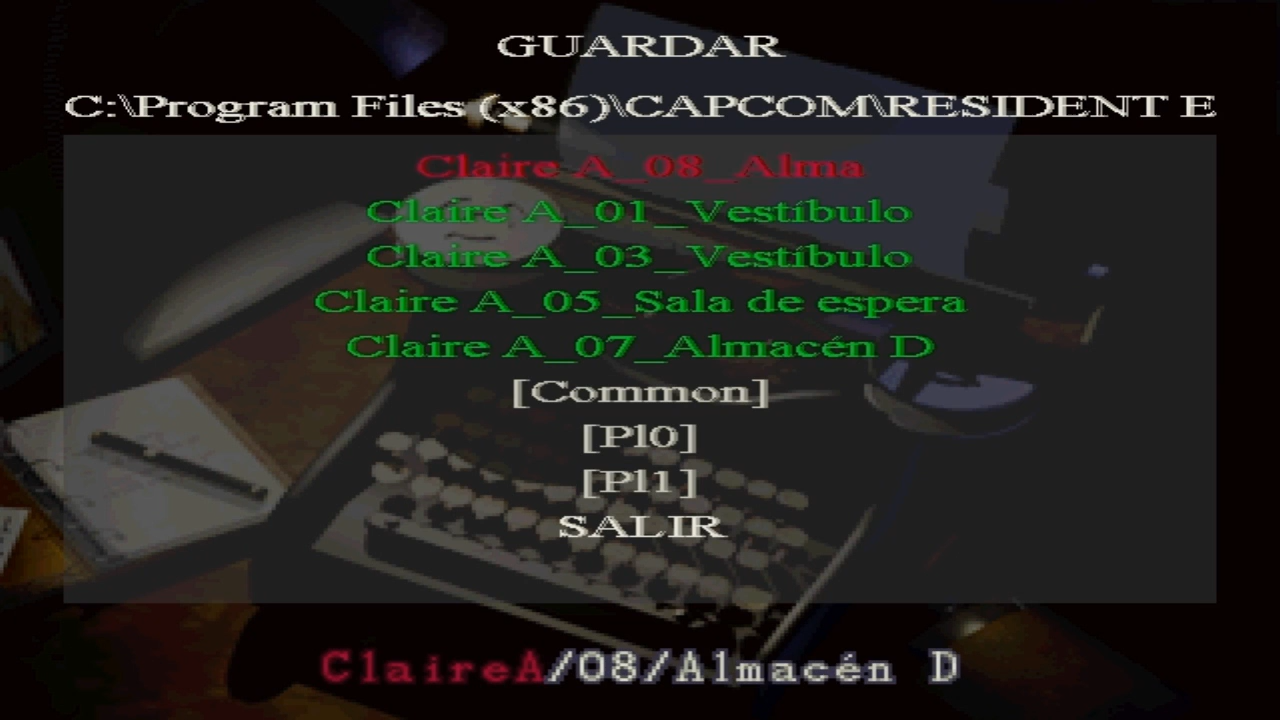 GUARDAR
C:\Program Files (x86)\CAPCOM\RESIDENT E
Claire A_08_Alma
Claire A_01_Vestíbulo
Claire A_03_Vestíbulo
Claire A_05_Sala de espera
Claire A_07_Almacén D
[Common]
[Pl0]
[Pl1]
SALIR
ClaireA/08/Almacén D